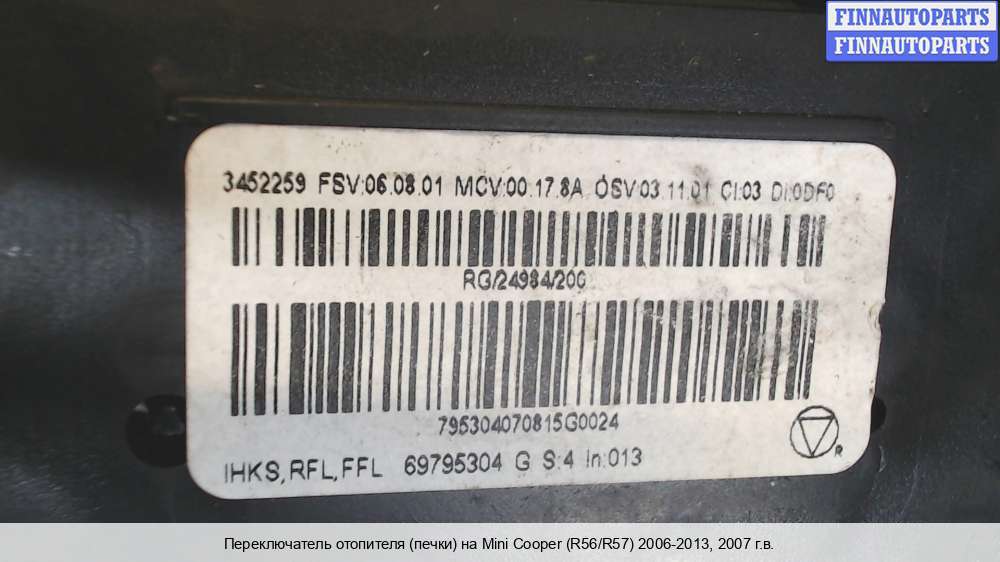 FINNAUTOPARTS
FINNAUTOPARTS
3452259 FSV:06.08.01 MCV:00.17.8A OSV:03.11.01 CI:03 DI:0DF0
RG/24984/200
795304070815G0024
IHKS,RFL,FFL 69795304 G S:4 In:013
R
Переключатель отопителя (печки) на Mini Cooper (R56/R57) 2006-2013, 2007 г.в.